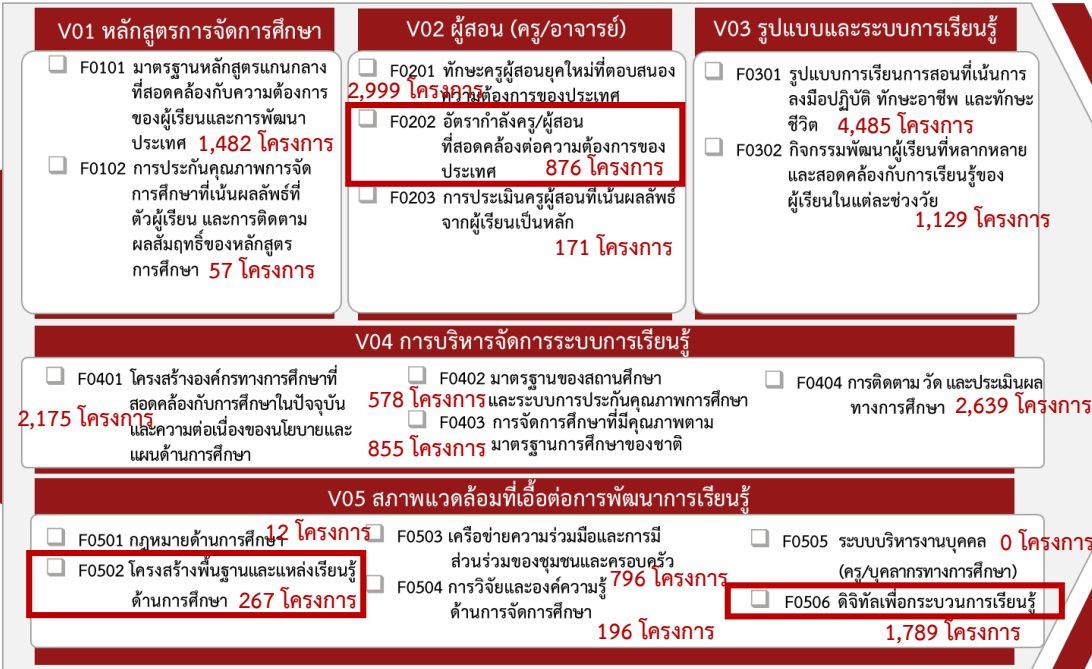 V01 หลักสูตรการจัดการศึกษา
F0101 มาตรฐานหลักสูตรแกนกลาง
ที่สอดคล้องกับความต้องการ
ของผู้เรียนและการพัฒนา
ประเทศ 1,482 โครงการ
F0102 การประกันคุณภาพการจัด
การศึกษาที่เน้นผลลัพธ์ที่
ตัวผู้เรียน และการติดตาม
ผลสัมฤทธิ์ของหลักสูตร
การศึกษา 57 โครงการ
V02 ผู้สอน (ครู/อาจารย์)
F0201 ทักษะครูผู้สอนยุคใหม่ที่ตอบสนอง
ความต้องการของประเทศ
2,999 โครงการ
F0202 อัตรากำลังครู/ผู้สอน
ที่สอดคล้องต่อความต้องการของ
ประเทศ 876 โครงการ
F0203 การประเมินครูผู้สอนที่เน้นผลลัพธ์
จากผู้เรียนเป็นหลัก
171 โครงการ
V03 รูปแบบและระบบการเรียนรู้
F0301 รูปแบบการเรียนการสอนที่เน้นการ
ลงมือปฏิบัติ ทักษะอาชีพ และทักษะ
ชีวิต 4,485 โครงการ
F0302 กิจกรรมพัฒนาผู้เรียนที่หลากหลาย
และสอดคล้องกับการเรียนรู้ของ
ผู้เรียนในแต่ละช่วงวัย
1,129 โครงการ
V04 การบริหารจัดการระบบการเรียนรู้
F0401 โครงสร้างองค์กรทางการศึกษาที่
สอดคล้องกับการศึกษาในปัจจุบัน
2,175 โครงการ
และความต่อเนื่องของนโยบายและ
แผนด้านการศึกษา
F0402 มาตรฐานของสถานศึกษา
578 โครงการ และระบบการประกันคุณภาพการศึกษา
F0403 การจัดการศึกษาที่มีคุณภาพตาม
855 โครงการ มาตรฐานการศึกษาของชาติ
F0404 การติดตาม วัด และประเมินผล
ทางการศึกษา 2,639 โครงการ
V05 สภาพแวดล้อมที่เอื้อต่อการพัฒนาการเรียนรู้
F0501 กฎหมายด้านการศึกษา 12 โครงการ
F0502 โครงสร้างพื้นฐานและแหล่งเรียนรู้
ด้านการศึกษา 267 โครงการ
F0503 เครือข่ายความร่วมมือและการมี
ส่วนร่วมของชุมชนและครอบครัว
796 โครงการ
F0504 การวิจัยและองค์ความรู้
ด้านการจัดการศึกษา
196 โครงการ
F0505 ระบบบริหารงานบุคคล 0 โครงการ
(ครู/บุคลากรทางการศึกษา)
F0506 ดิจิทัลเพื่อกระบวนการเรียนรู้
1,789 โครงการ